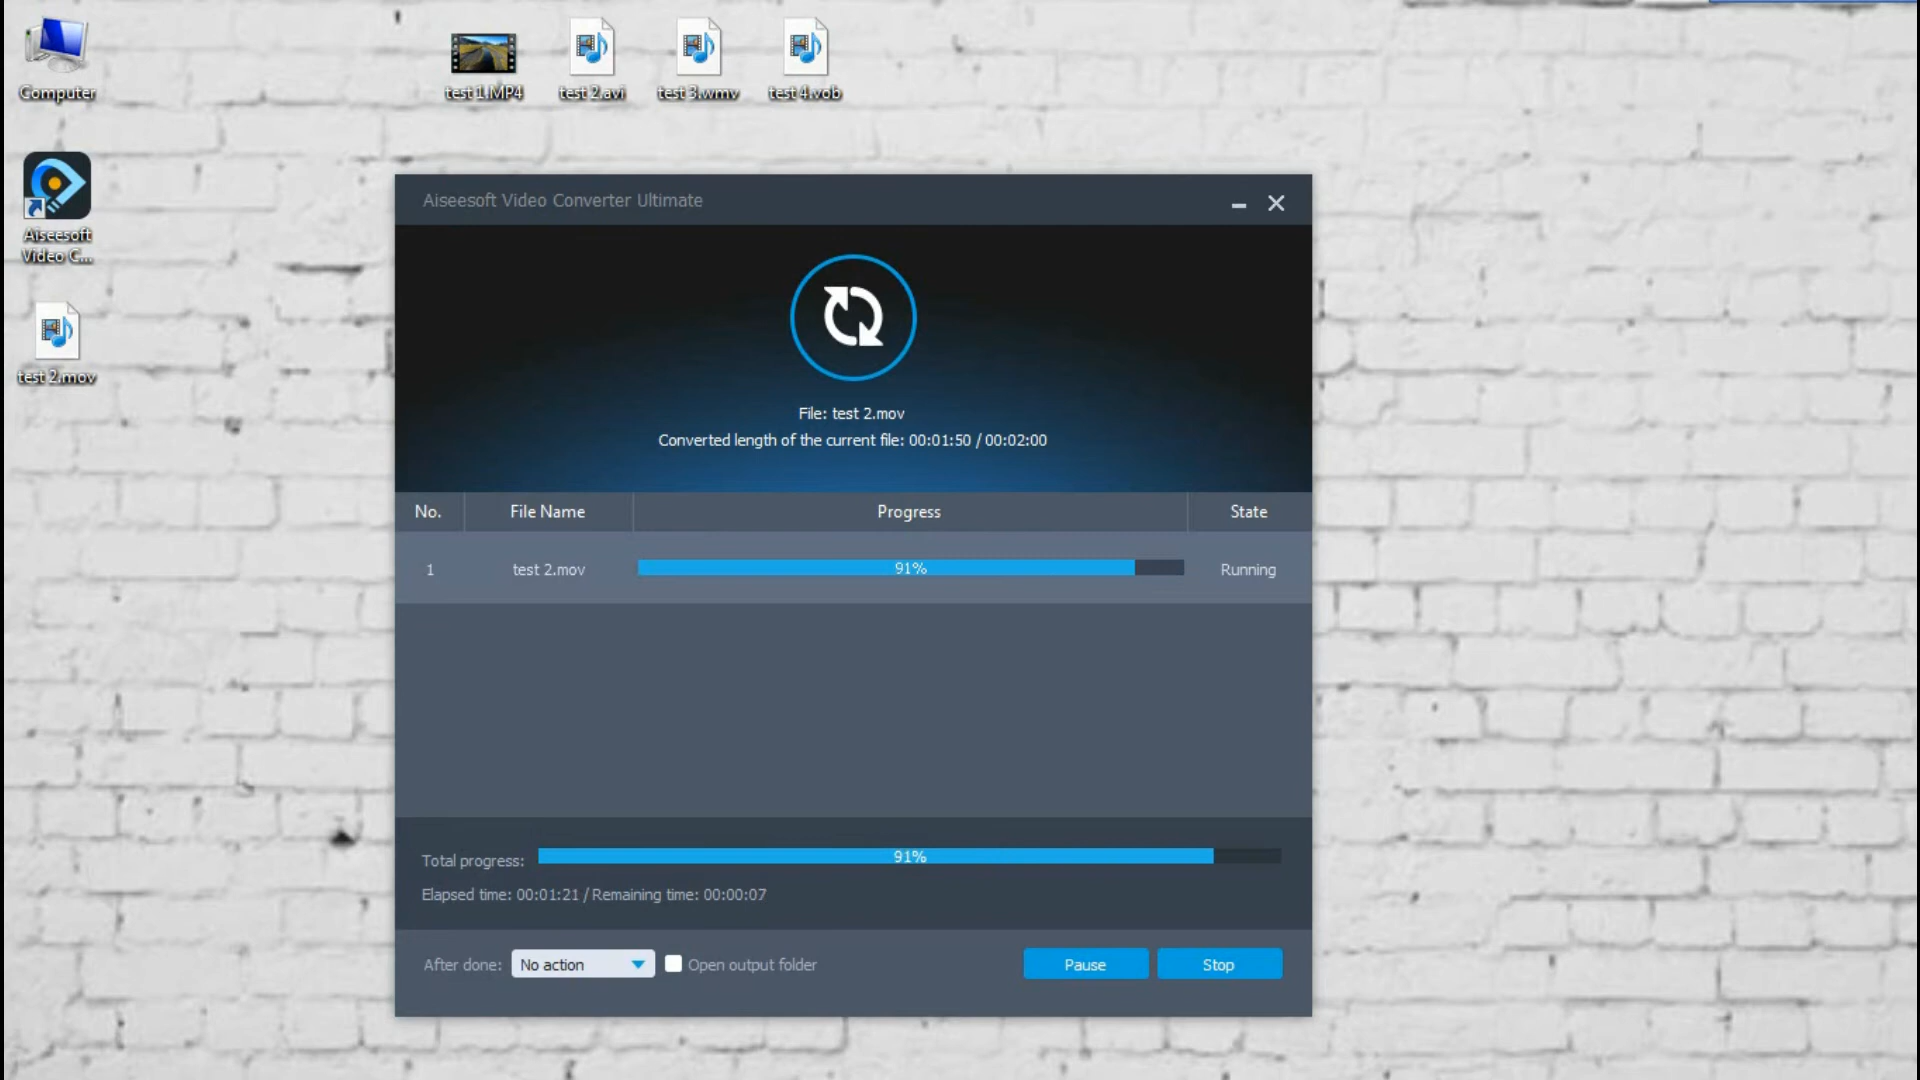 Computer
test 1.MP4
test 2.avi
test 3.wmv
test 4.vob
Aiseesoft
Video C...
test 2.mov
Aiseesoft Video Converter Ultimate
File: test 2.mov
Converted length of the current file: 00:01:50 / 00:02:00
No. File Name Progress State
1 test 2.mov 91% Running
Total progress: 91%
Elapsed time: 00:01:21 / Remaining time: 00:00:07
After done: No action Open output folder Pause Stop